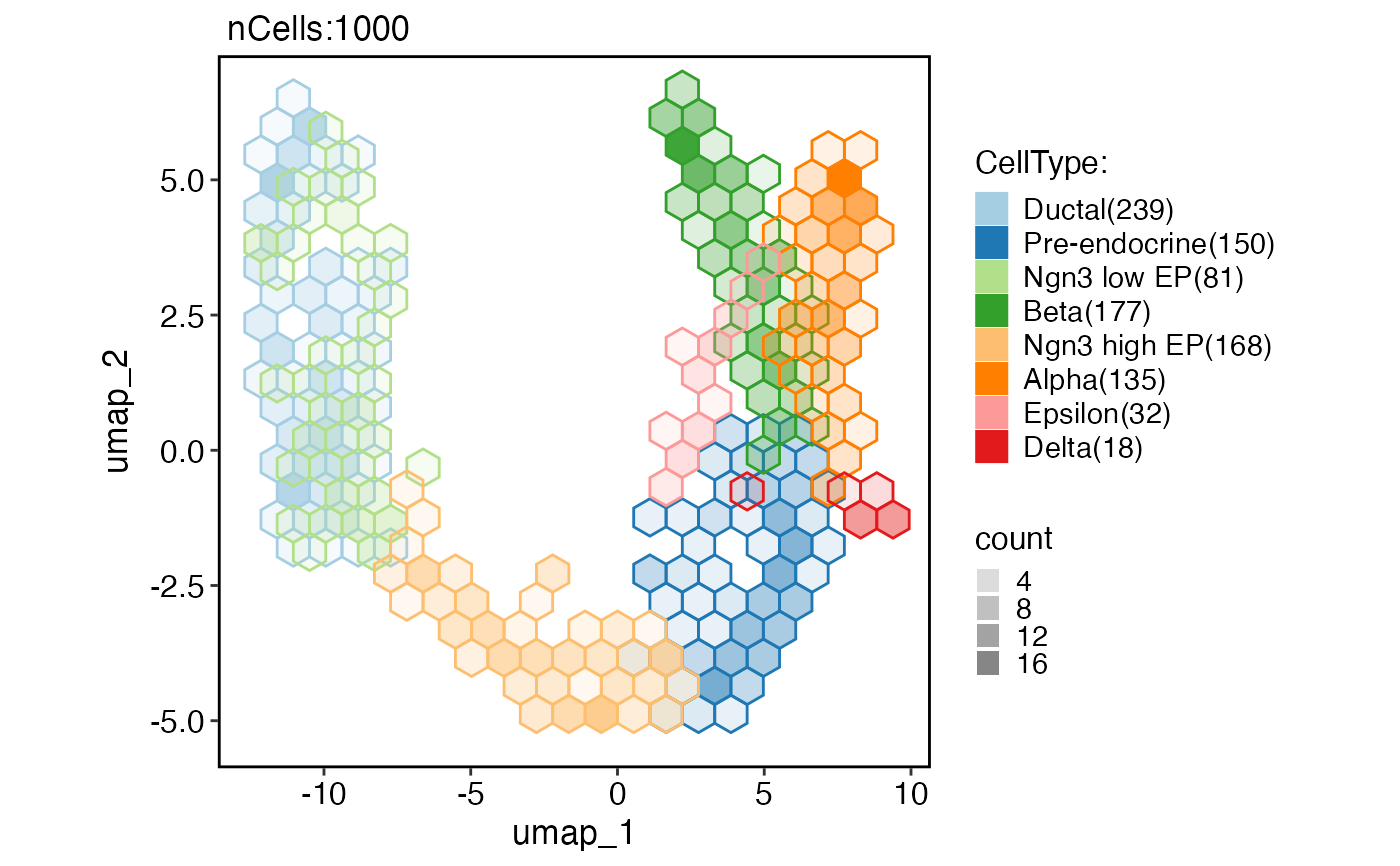 nCells:1000
5.0
2.5
0.0
-2.5
-5.0
umap_2
-10
-5
0
5
10
umap_1
CellType:
Ductal(239)
Pre-endocrine(150)
Ngn3 low EP(81)
Beta(177)
Ngn3 high EP(168)
Alpha(135)
Epsilon(32)
Delta(18)
count
4
8
12
16